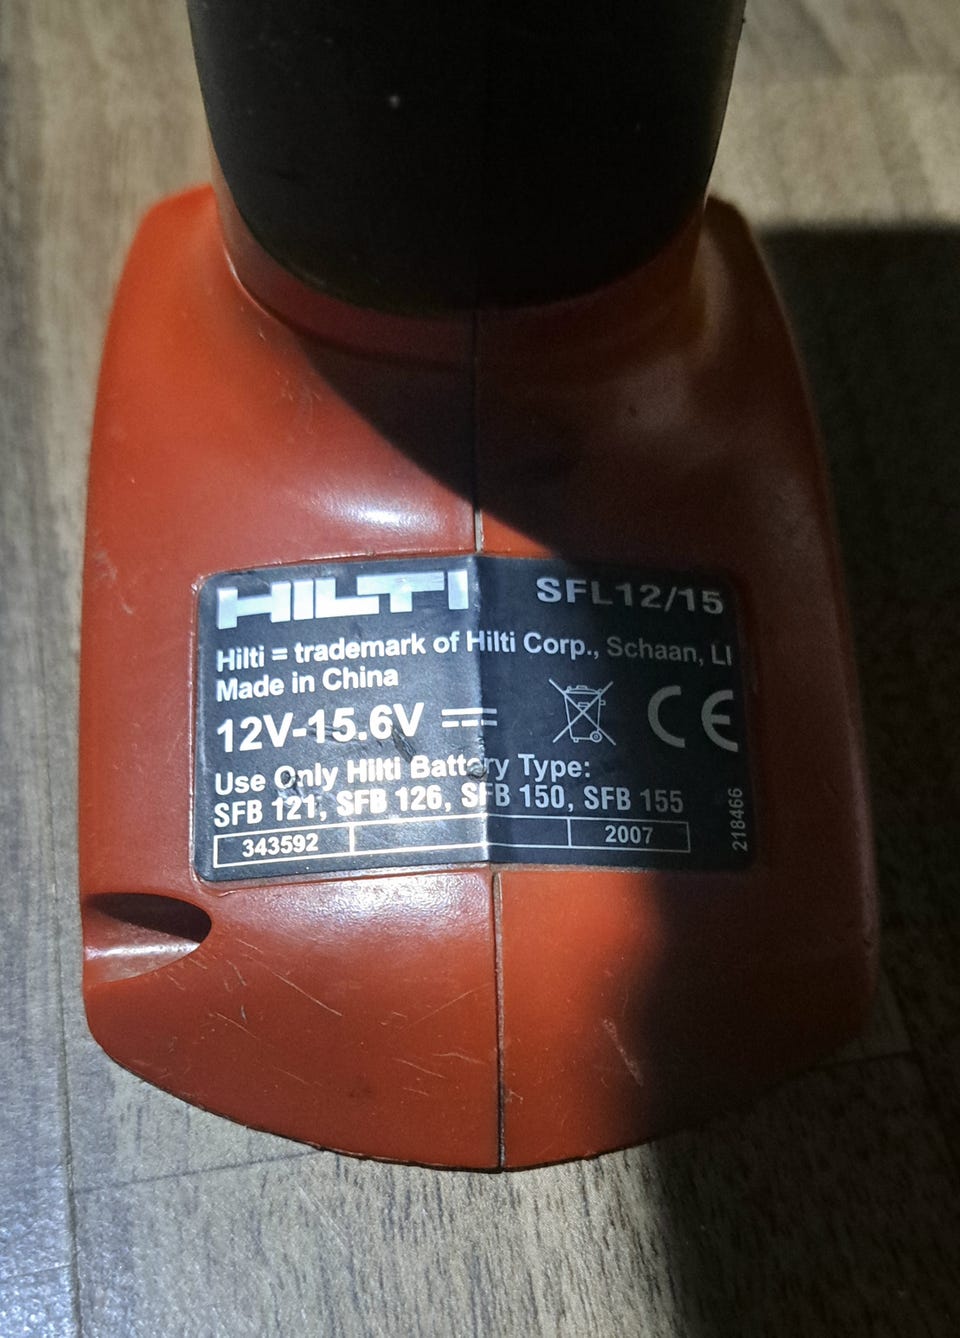 HILTI SFL12/15
Hilti = trademark of Hilti Corp., Schaan, LI
Made in China
12V-15.6V
CE
Use Only Hilti Battery Type:
SFB 121, SFB 126, SFB 150, SFB 155
343592 2007
218466